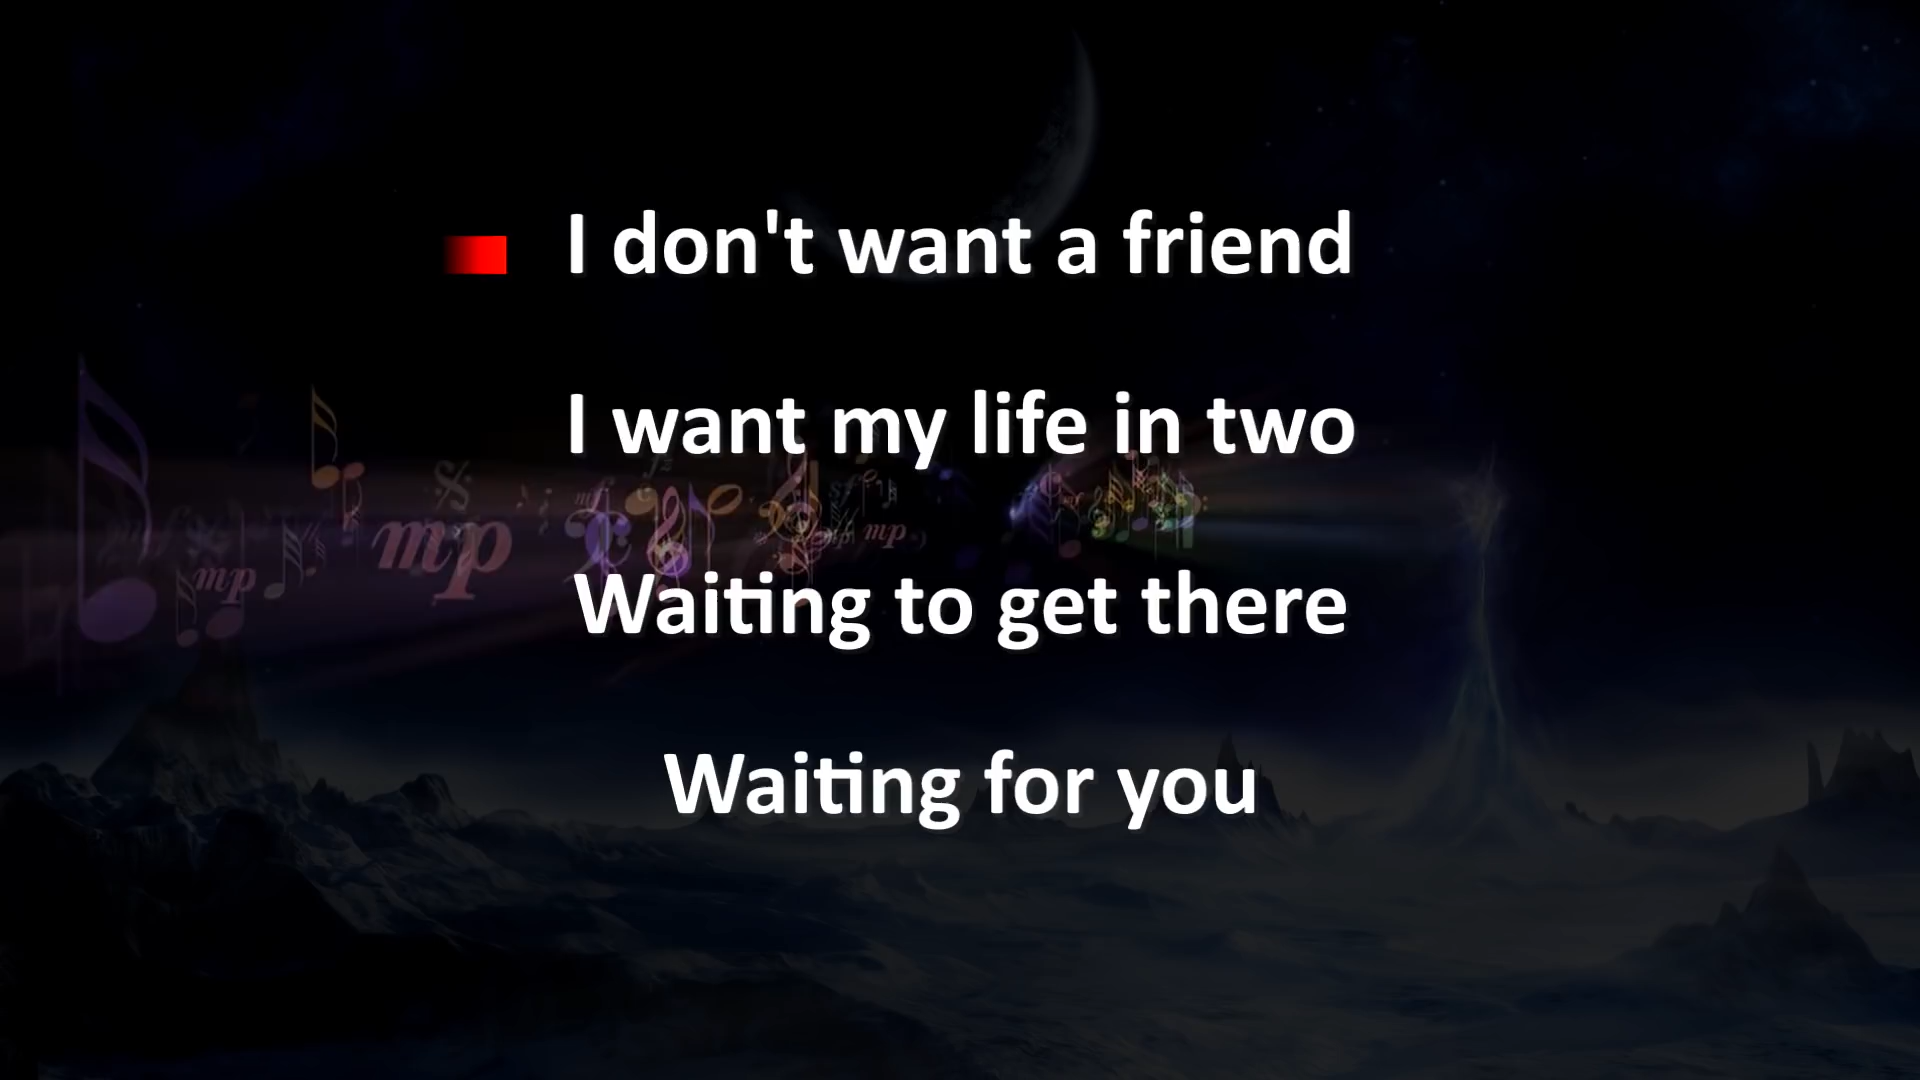 I don't want a friend
I want my life in two
Waiting to get there
Waiting for you